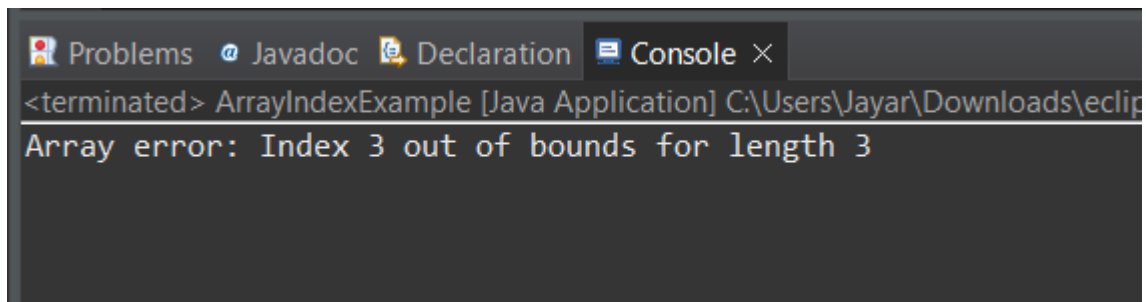 Problems @ Javadoc Declaration Console ×
<terminated> ArrayIndexExample [Java Application] C:\Users\Jayar\Downloads\eclip
Array error: Index 3 out of bounds for length 3